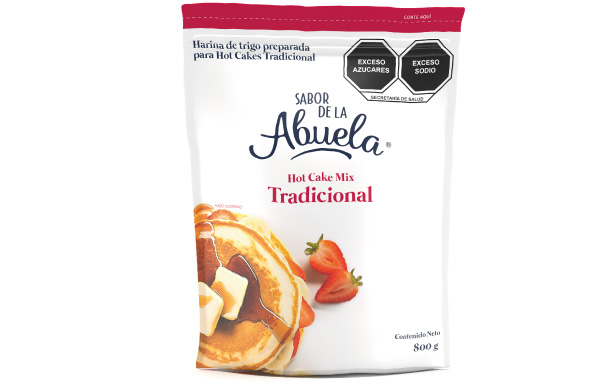 CORTE AQUÍ
Harina de trigo preparada
para Hot Cakes Tradicional
EXCESO
AZÚCARES
EXCESO
SODIO
SECRETARÍA DE SALUD
SABOR
DE LA
Abuela®
Hot Cake Mix
Tradicional
Contenido Neto
800 g